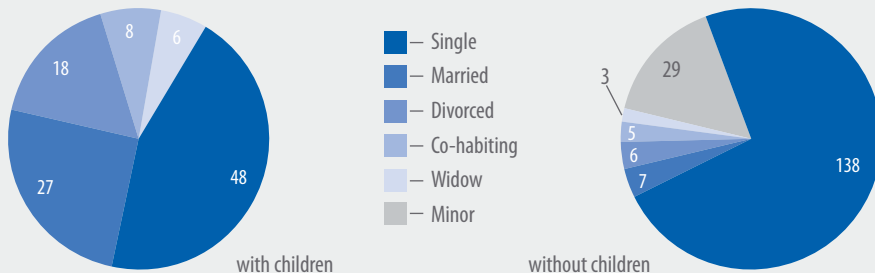 8
6
18
27
48
with children
Single
Married
Divorced
Co-habiting
Widow
Minor
3
29
5
6
7
138
without children